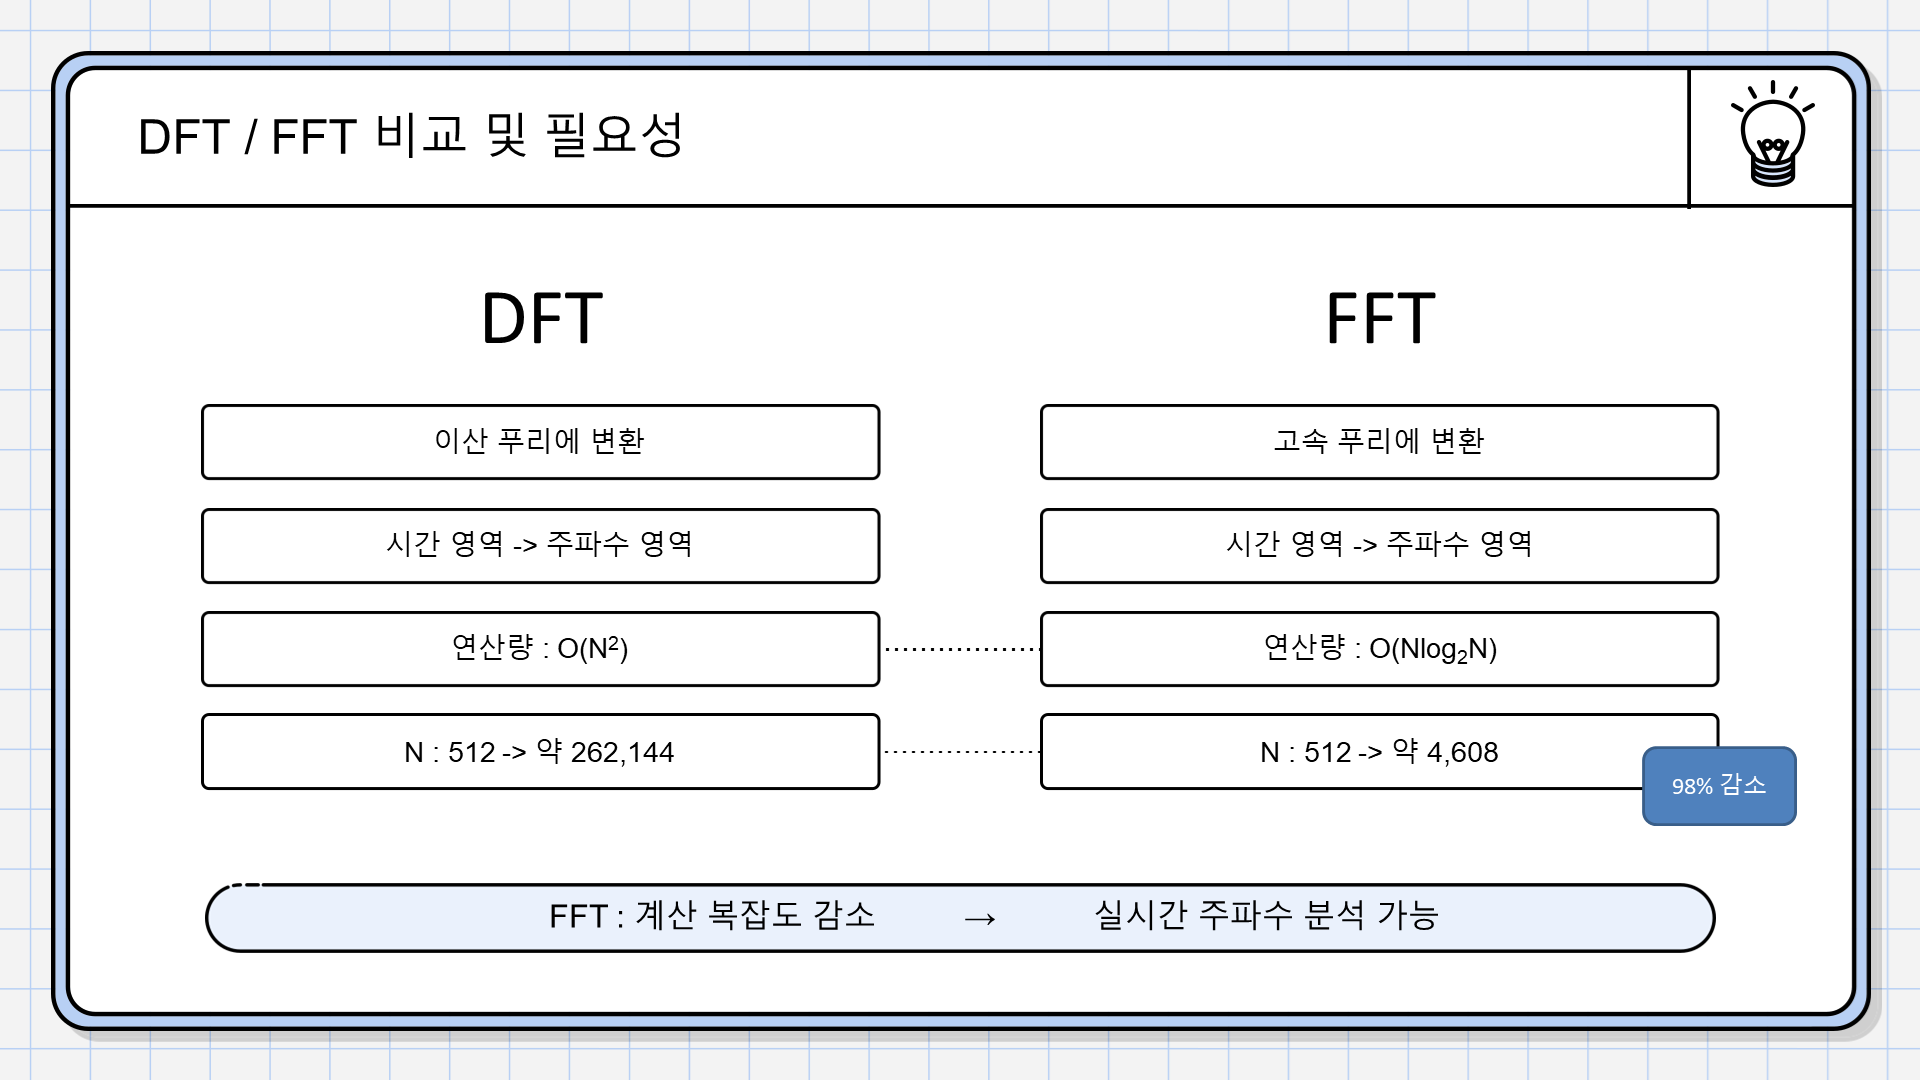 DFT / FFT 비교 및 필요성
DFT
이산 푸리에 변환
시간 영역 -> 주파수 영역
연산량 : O(N²)
N : 512 -> 약 262,144
FFT
고속 푸리에 변환
시간 영역 -> 주파수 영역
연산량 : O(Nlog₂N)
N : 512 -> 약 4,608
98% 감소
FFT : 계산 복잡도 감소 → 실시간 주파수 분석 가능